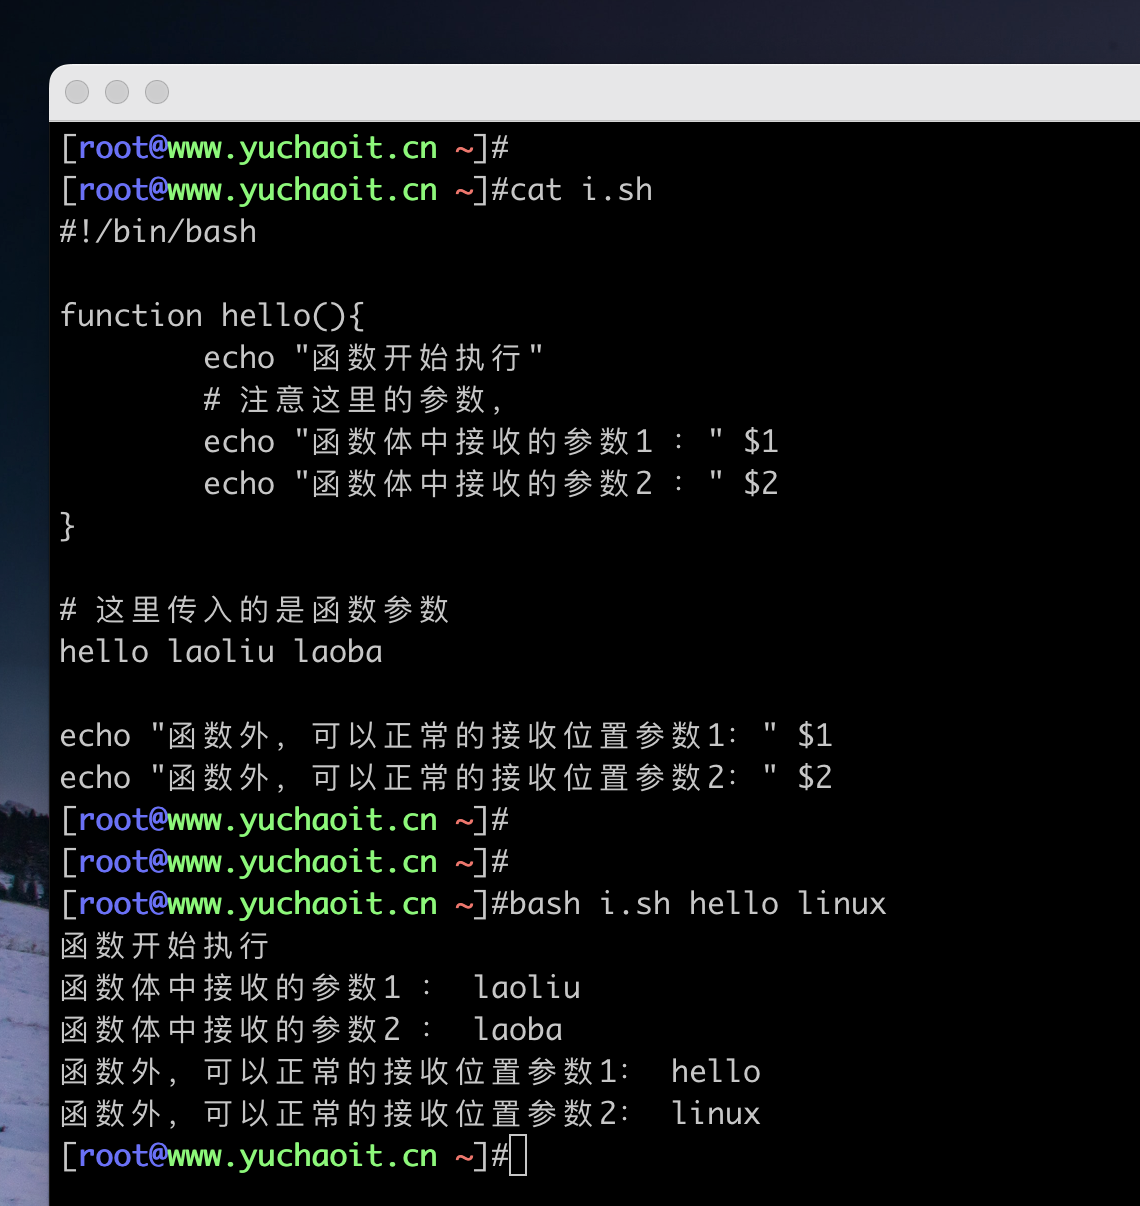 [root@www.yuchaoit.cn ~]#
[root@www.yuchaoit.cn ~]#cat i.sh
#!/bin/bash
function hello(){
        echo "函数开始执行"
        # 注意这里的参数，
        echo "函数体中接收的参数1 ： " $1
        echo "函数体中接收的参数2 ： " $2
}
# 这里传入的是函数参数
hello laoliu laoba
echo "函数外，可以正常的接收位置参数1： " $1
echo "函数外，可以正常的接收位置参数2： " $2
[root@www.yuchaoit.cn ~]#
[root@www.yuchaoit.cn ~]#
[root@www.yuchaoit.cn ~]#bash i.sh hello linux
函数开始执行
函数体中接收的参数1 ：  laoliu
函数体中接收的参数2 ：  laoba
函数外，可以正常的接收位置参数1：  hello
函数外，可以正常的接收位置参数2：  linux
[root@www.yuchaoit.cn ~]#